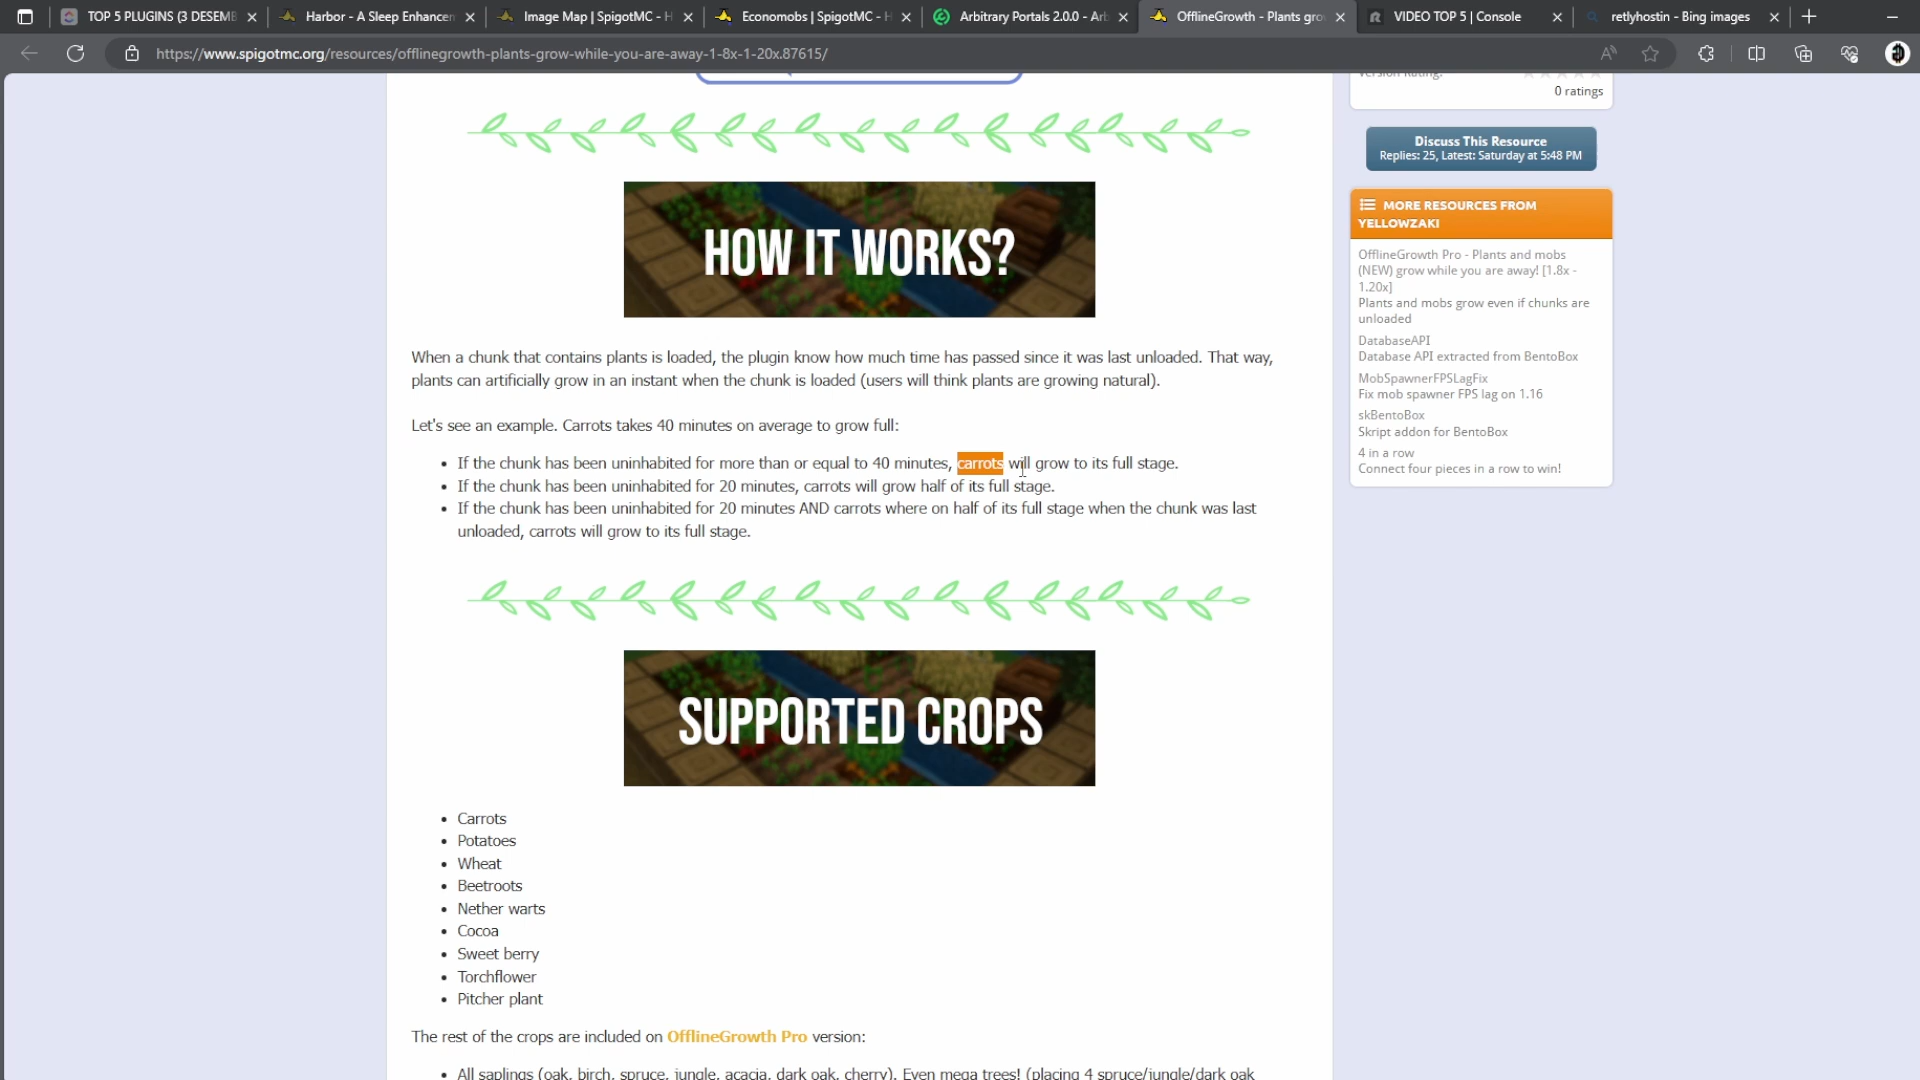 TOP 5 PLUGINS (3 DESEMB
Harbor - A Sleep Enhancem
Image Map | SpigotMC - H
Economobs | SpigotMC - H
Arbitrary Portals 2.0.0 - Arb
OfflineGrowth - Plants gro
VIDEO TOP 5 | Console
retlyhostin - Bing images
https://www.spigotmc.org/resources/offlinegrowth-plants-grow-while-you-are-away-1-8x-1-20x.87615/
Version Rating:
0 ratings
Discuss This Resource
Replies: 25, Latest: Saturday at 5:48 PM
MORE RESOURCES FROM
YELLOWZAKI
OfflineGrowth Pro - Plants and mobs
(NEW) grow while you are away! [1.8x -
1.20x]
Plants and mobs grow even if chunks are
unloaded
DatabaseAPI
Database API extracted from BentoBox
MobSpawnerFPSLagFix
Fix mob spawner FPS lag on 1.16
skBentoBox
Skript addon for BentoBox
4 in a row
Connect four pieces in a row to win!
HOW IT WORKS?
When a chunk that contains plants is loaded, the plugin know how much time has passed since it was last unloaded. That way,
plants can artificially grow in an instant when the chunk is loaded (users will think plants are growing natural).
Let's see an example. Carrots takes 40 minutes on average to grow full:
• If the chunk has been uninhabited for more than or equal to 40 minutes, carrots will grow to its full stage.
• If the chunk has been uninhabited for 20 minutes, carrots will grow half of its full stage.
• If the chunk has been uninhabited for 20 minutes AND carrots where on half of its full stage when the chunk was last
unloaded, carrots will grow to its full stage.
SUPPORTED CROPS
• Carrots
• Potatoes
• Wheat
• Beetroots
• Nether warts
• Cocoa
• Sweet berry
• Torchflower
• Pitcher plant
The rest of the crops are included on OfflineGrowth Pro version:
• All saplings (oak, birch, spruce, jungle, acacia, dark oak, cherry). Even mega trees! (placing 4 spruce/jungle/dark oak